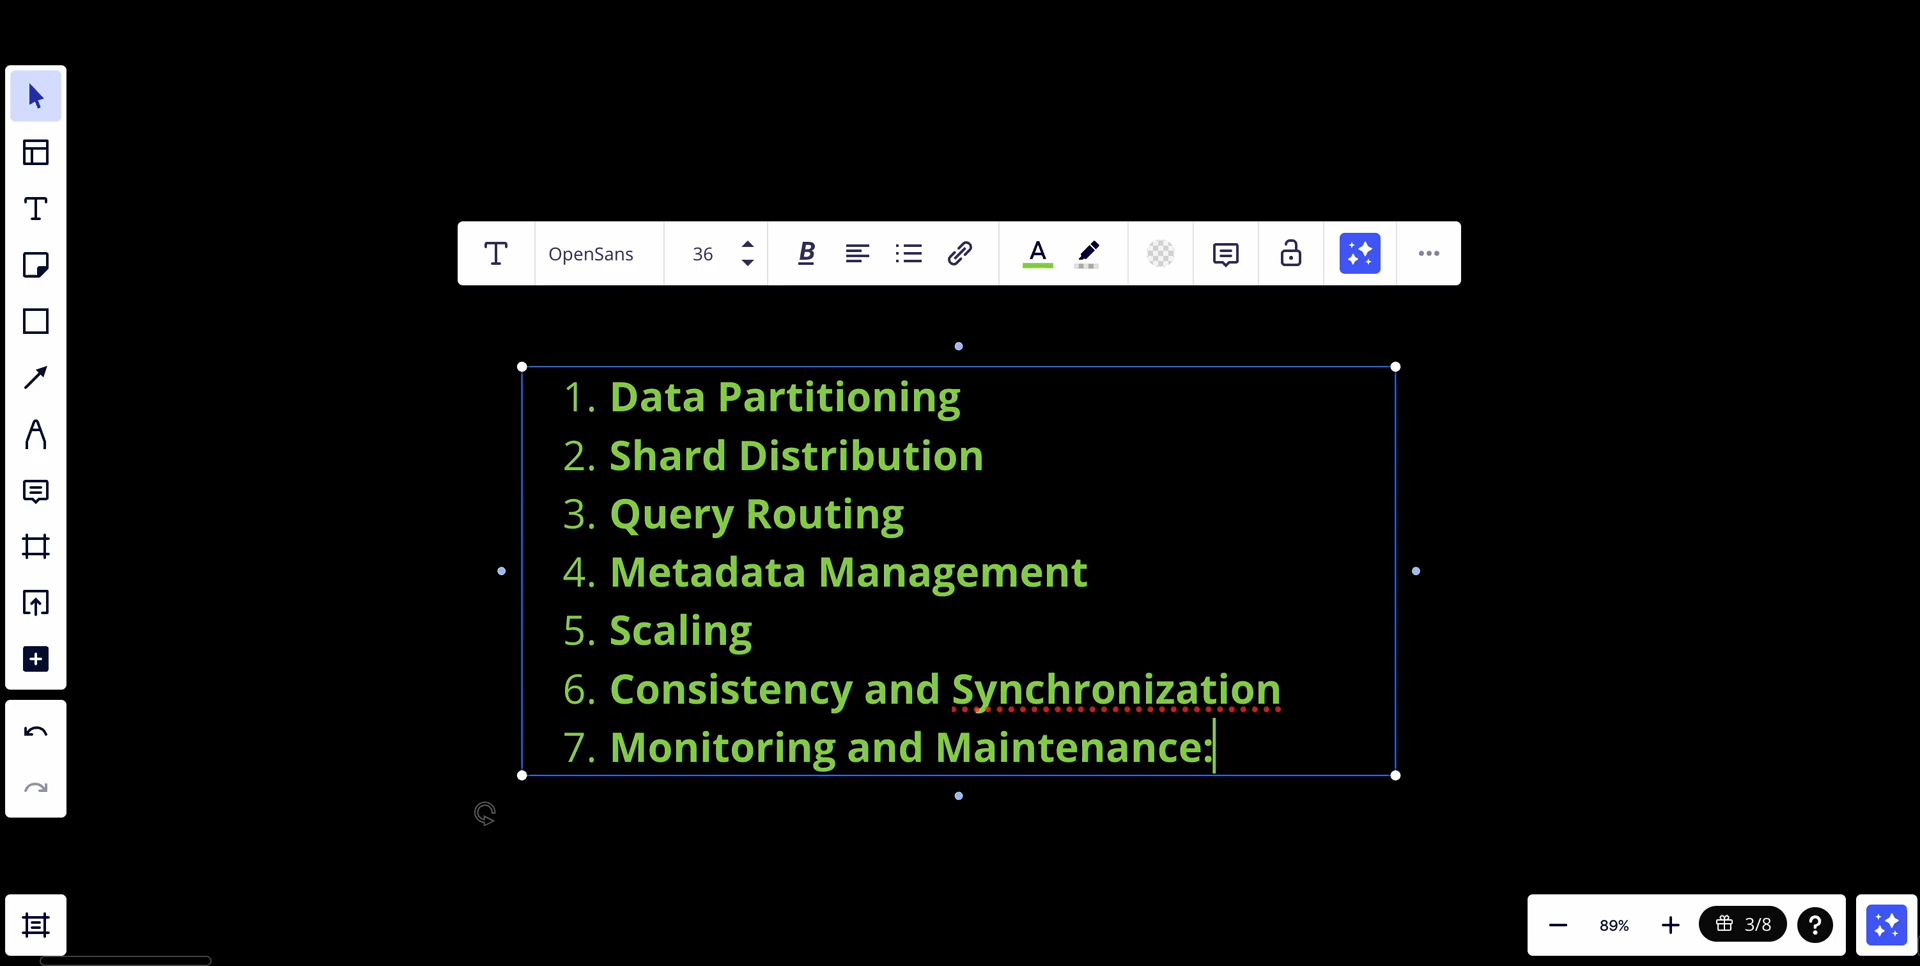 OpenSans
36
B
A
1. Data Partitioning
2. Shard Distribution
3. Query Routing
4. Metadata Management
5. Scaling
6. Consistency and Synchronization
7. Monitoring and Maintenance:
89%
3/8
?